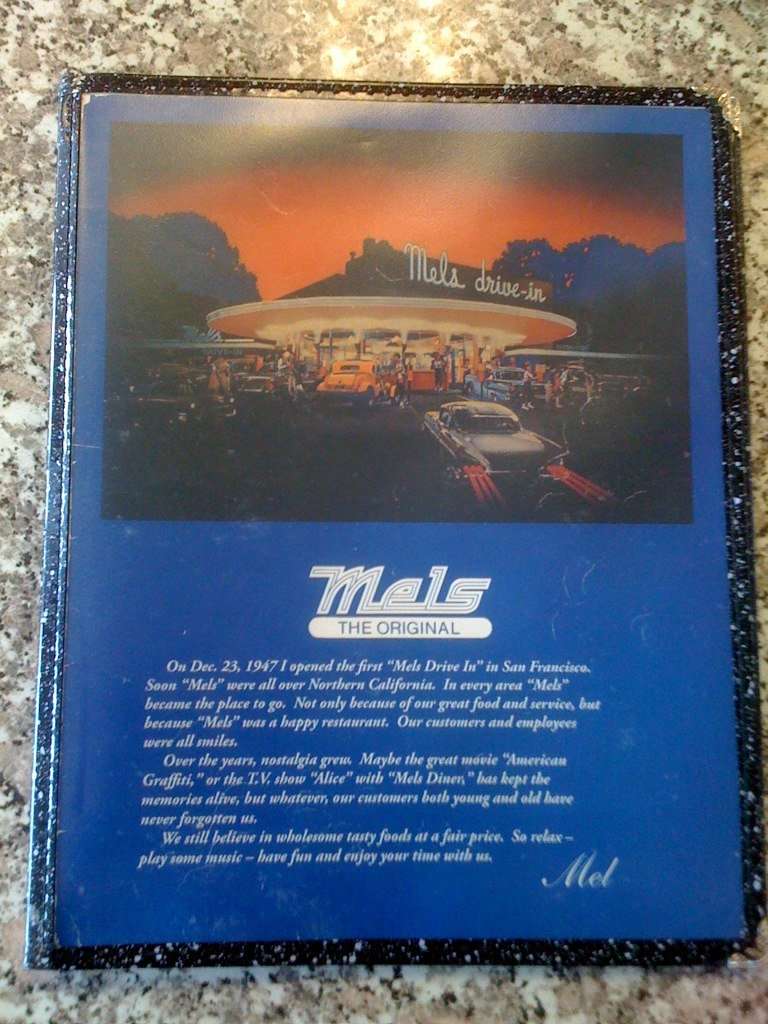 Mels drive-in
Mels
THE ORIGINAL
On Dec. 23, 1947 I opened the first "Mels Drive In" in San Francisco.
Soon "Mels" were all over Northern California. In every area "Mels"
became the place to go. Not only because of our great food and service, but
because "Mels" was a happy restaurant. Our customers and employees
were all smiles.
Over the years, nostalgia grew. Maybe the great movie "American
Graffiti," or the T.V. show "Alice" with "Mels Diner," has kept the
memories alive, but whatever, our customers both young and old have
never forgotten us.
We still believe in wholesome tasty foods at a fair price. So relax –
play some music – have fun and enjoy your time with us.
Mel